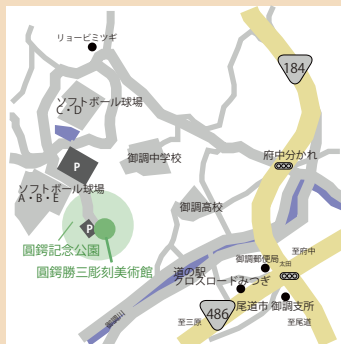 リョービミツギ
184
ソフトボール球場
C・D
P
御調中学校
府中分かれ
ソフトボール球場
A・B・E
御調高校
P
圓鍔記念公園
圓鍔勝三彫刻美術館
至府中
御調郵便局
太田
道の駅
クロスロードみつぎ
御調川
486
尾道市 御調支所
至三原
至尾道